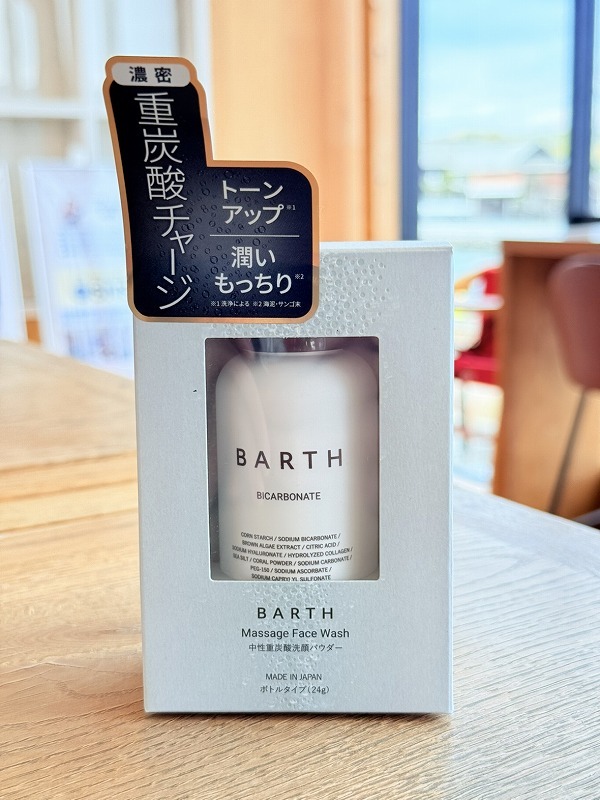 濃密
重炭酸チャージ
トーン
アップ※1
潤い
もっちり※2
※1 洗浄による ※2 海泥・サンゴ末
BARTH
BICARBONATE
CORN STARCH / SODIUM BICARBONATE /
BROWN ALGAE EXTRACT / CITRIC ACID /
SODIUM HYALURONATE / HYDROLYZED COLLAGEN /
SEA SILT / CORAL POWDER / SODIUM CARBONATE /
PEG-150 / SODIUM ASCORBATE /
SODIUM CAPRYLYL SULFONATE
BARTH
Massage Face Wash
中性重炭酸洗顔パウダー
MADE IN JAPAN
ボトルタイプ(24g)